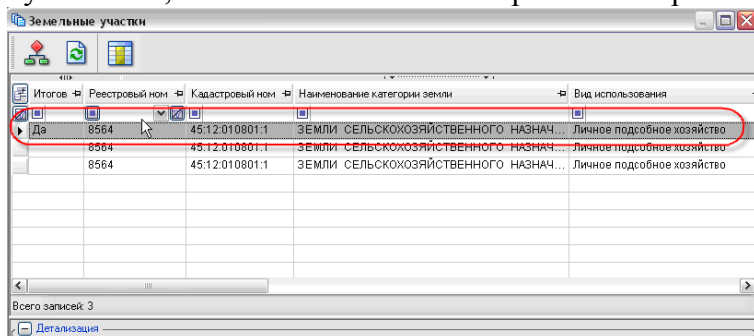 Земельные участки
Итогов Реестровый ном Кадастровый ном Наименование категории земли Вид использования
Да 8564 45:12:010801:1 ЗЕМЛИ СЕЛЬСКОХОЗЯЙСТВЕННОГО НАЗНАЧ... Личное подсобное хозяйство
8564 45:12:010801:1 ЗЕМЛИ СЕЛЬСКОХОЗЯЙСТВЕННОГО НАЗНАЧ... Личное подсобное хозяйство
8564 45:12:010801:1 ЗЕМЛИ СЕЛЬСКОХОЗЯЙСТВЕННОГО НАЗНАЧ... Личное подсобное хозяйство
Всего записей: 3
Детализация